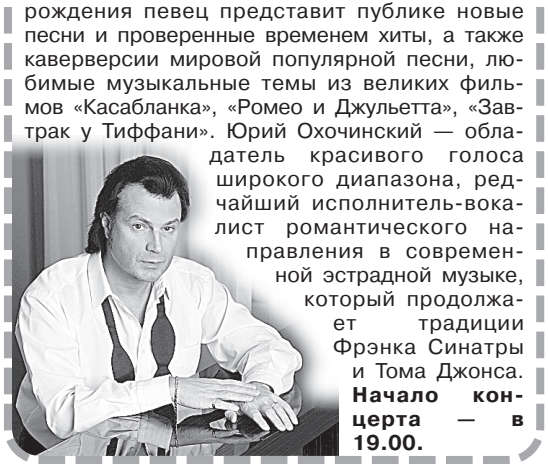 рождения певец представит публике новые
песни и проверенные временем хиты, а также
каверверсии мировой популярной песни, лю-
бимые музыкальные темы из великих филь-
мов «Касабланка», «Ромео и Джульетта», «Зав-
трак у Тиффани». Юрий Охочинский — обла-
датель красивого голоса
широкого диапазона, ред-
чайший исполнитель-вока-
лист романтического на-
правления в современ-
ной эстрадной музыке,
который продолжа-
ет традиции
Фрэнка Синатры
и Тома Джонса.
Начало кон-
церта — в
19.00.